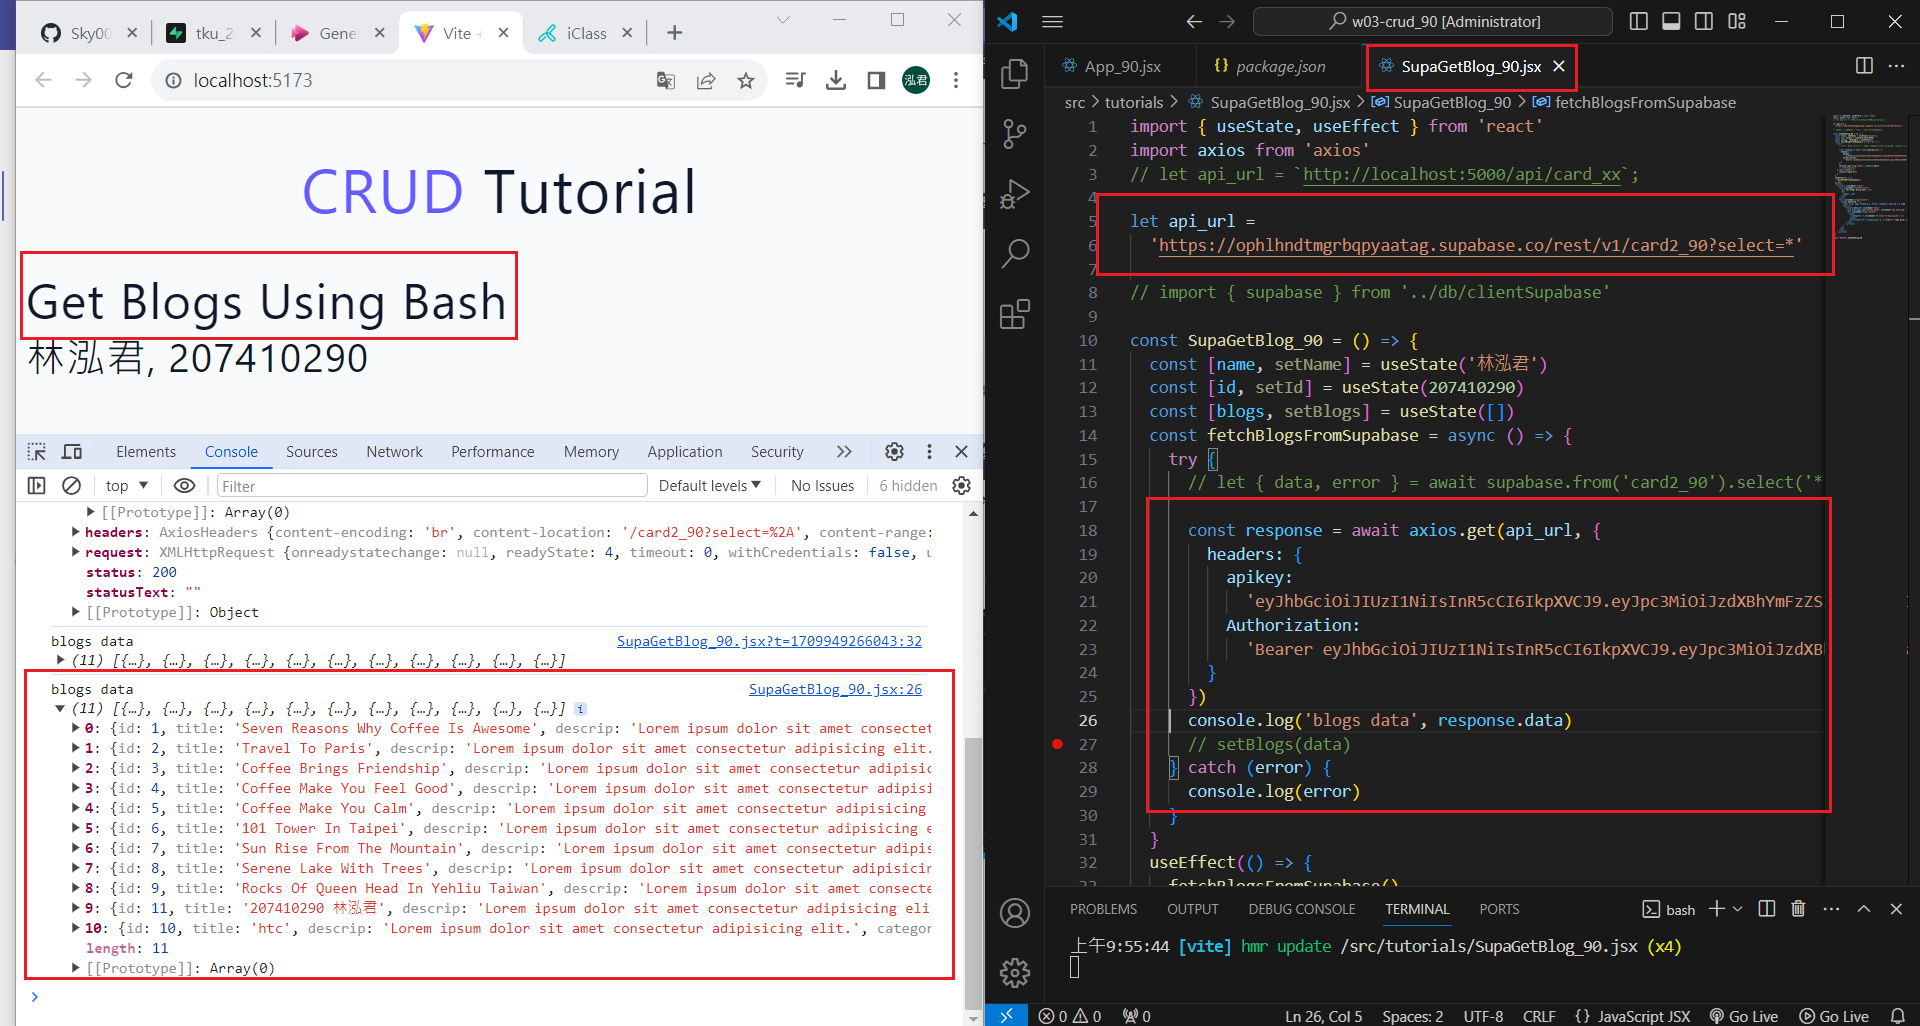 Sky00
tku_2
Gene
Vite +
iClass
localhost:5173
泓君
CRUD Tutorial
Get Blogs Using Bash
林泓君, 207410290
Elements Console Sources Network Performance Memory Application Security
top Filter Default levels No Issues 6 hidden
[[Prototype]]: Array(0)
headers: AxiosHeaders {content-encoding: 'br', content-location: '/card2_90?select=%2A', content-range:
request: XMLHttpRequest {onreadystatechange: null, readyState: 4, timeout: 0, withCredentials: false, u
status: 200
statusText: ""
[[Prototype]]: Object
blogs data SupaGetBlog_90.jsx?t=1709949266043:32
(11) [{…}, {…}, {…}, {…}, {…}, {…}, {…}, {…}, {…}, {…}, {…}]
blogs data SupaGetBlog_90.jsx:26
(11) [{…}, {…}, {…}, {…}, {…}, {…}, {…}, {…}, {…}, {…}, {…}] i
0: {id: 1, title: 'Seven Reasons Why Coffee Is Awesome', descrip: 'Lorem ipsum dolor sit amet consectet
1: {id: 2, title: 'Travel To Paris', descrip: 'Lorem ipsum dolor sit amet consectetur adipisicing elit.
2: {id: 3, title: 'Coffee Brings Friendship', descrip: 'Lorem ipsum dolor sit amet consectetur adipisic
3: {id: 4, title: 'Coffee Make You Feel Good', descrip: 'Lorem ipsum dolor sit amet consectetur adipisi
4: {id: 5, title: 'Coffee Make You Calm', descrip: 'Lorem ipsum dolor sit amet consectetur adipisicing
5: {id: 6, title: '101 Tower In Taipei', descrip: 'Lorem ipsum dolor sit amet consectetur adipisicing e
6: {id: 7, title: 'Sun Rise From The Mountain', descrip: 'Lorem ipsum dolor sit amet consectetur adipis
7: {id: 8, title: 'Serene Lake With Trees', descrip: 'Lorem ipsum dolor sit amet consectetur adipisicin
8: {id: 9, title: 'Rocks Of Queen Head In Yehliu Taiwan', descrip: 'Lorem ipsum dolor sit amet consecte
9: {id: 11, title: '207410290 林泓君', descrip: 'Lorem ipsum dolor sit amet consectetur adipisicing eli
10: {id: 10, title: 'htc', descrip: 'Lorem ipsum dolor sit amet consectetur adipisicing elit.', categor
length: 11
[[Prototype]]: Array(0)
w03-crud_90 [Administrator]
App_90.jsx package.json SupaGetBlog_90.jsx
src > tutorials > SupaGetBlog_90.jsx > SupaGetBlog_90 > fetchBlogsFromSupabase
1 import { useState, useEffect } from 'react'
2 import axios from 'axios'
3 // let api_url = `http://localhost:5000/api/card_xx`;
4
5 let api_url =
6 'https://ophlhndtmgrbqpyaatag.supabase.co/rest/v1/card2_90?select=*'
7
8 // import { supabase } from '../db/clientSupabase'
9
10 const SupaGetBlog_90 = () => {
11 const [name, setName] = useState('林泓君')
12 const [id, setId] = useState(207410290)
13 const [blogs, setBlogs] = useState([])
14 const fetchBlogsFromSupabase = async () => {
15 try {
16 // let { data, error } = await supabase.from('card2_90').select('*
17
18 const response = await axios.get(api_url, {
19 headers: {
20 apikey:
21 'eyJhbGciOiJIUzI1NiIsInR5cCI6IkpXVCJ9.eyJpc3MiOiJzdXBhYmFzZS
22 Authorization:
23 'Bearer eyJhbGciOiJIUzI1NiIsInR5cCI6IkpXVCJ9.eyJpc3MiOiJzdXB
24 }
25 })
26 console.log('blogs data', response.data)
27 // setBlogs(data)
28 } catch (error) {
29 console.log(error)
30 }
31 }
32 useEffect(() => {
fetchBlogsFromSupabase()
PROBLEMS OUTPUT DEBUG CONSOLE TERMINAL PORTS bash
上午9:55:44 [vite] hmr update /src/tutorials/SupaGetBlog_90.jsx (x4)
0 0 0 Ln 26, Col 5 Spaces: 2 UTF-8 CRLF {} JavaScript JSX Go Live Go Live